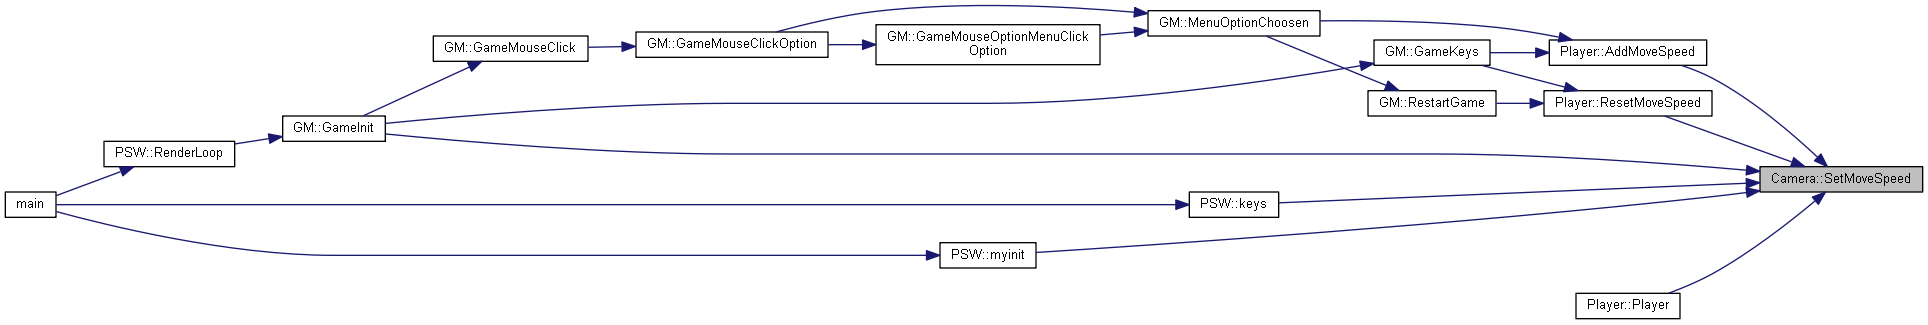 GM::MenuOptionChoosen
GM::GameMouseClick
GM::GameMouseClickOption
GM::GameMouseOptionMenuClick
Option
GM::GameKeys
Player::AddMoveSpeed
GM::RestartGame
Player::ResetMoveSpeed
GM::GameInit
PSW::RenderLoop
Camera::SetMoveSpeed
main
PSW::keys
PSW::myinit
Player::Player